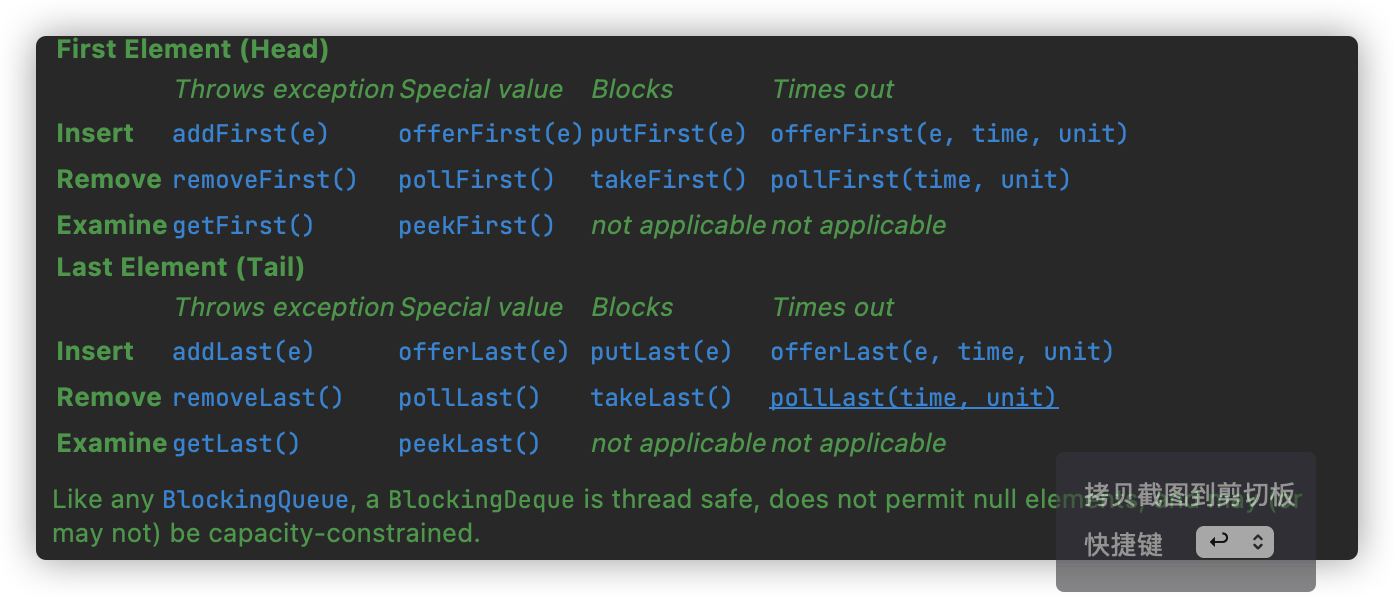 First Element (Head)
Throws exception Special value Blocks Times out
Insert addFirst(e) offerFirst(e) putFirst(e) offerFirst(e, time, unit)
Remove removeFirst() pollFirst() takeFirst() pollFirst(time, unit)
Examine getFirst() peekFirst() not applicable not applicable
Last Element (Tail)
Throws exception Special value Blocks Times out
Insert addLast(e) offerLast(e) putLast(e) offerLast(e, time, unit)
Remove removeLast() pollLast() takeLast() pollLast(time, unit)
Examine getLast() peekLast() not applicable not applicable
Like any BlockingQueue, a BlockingDeque is thread safe, does not permit null elements, and may (or
may not) be capacity-constrained.
拷贝截图到剪切板
快捷键